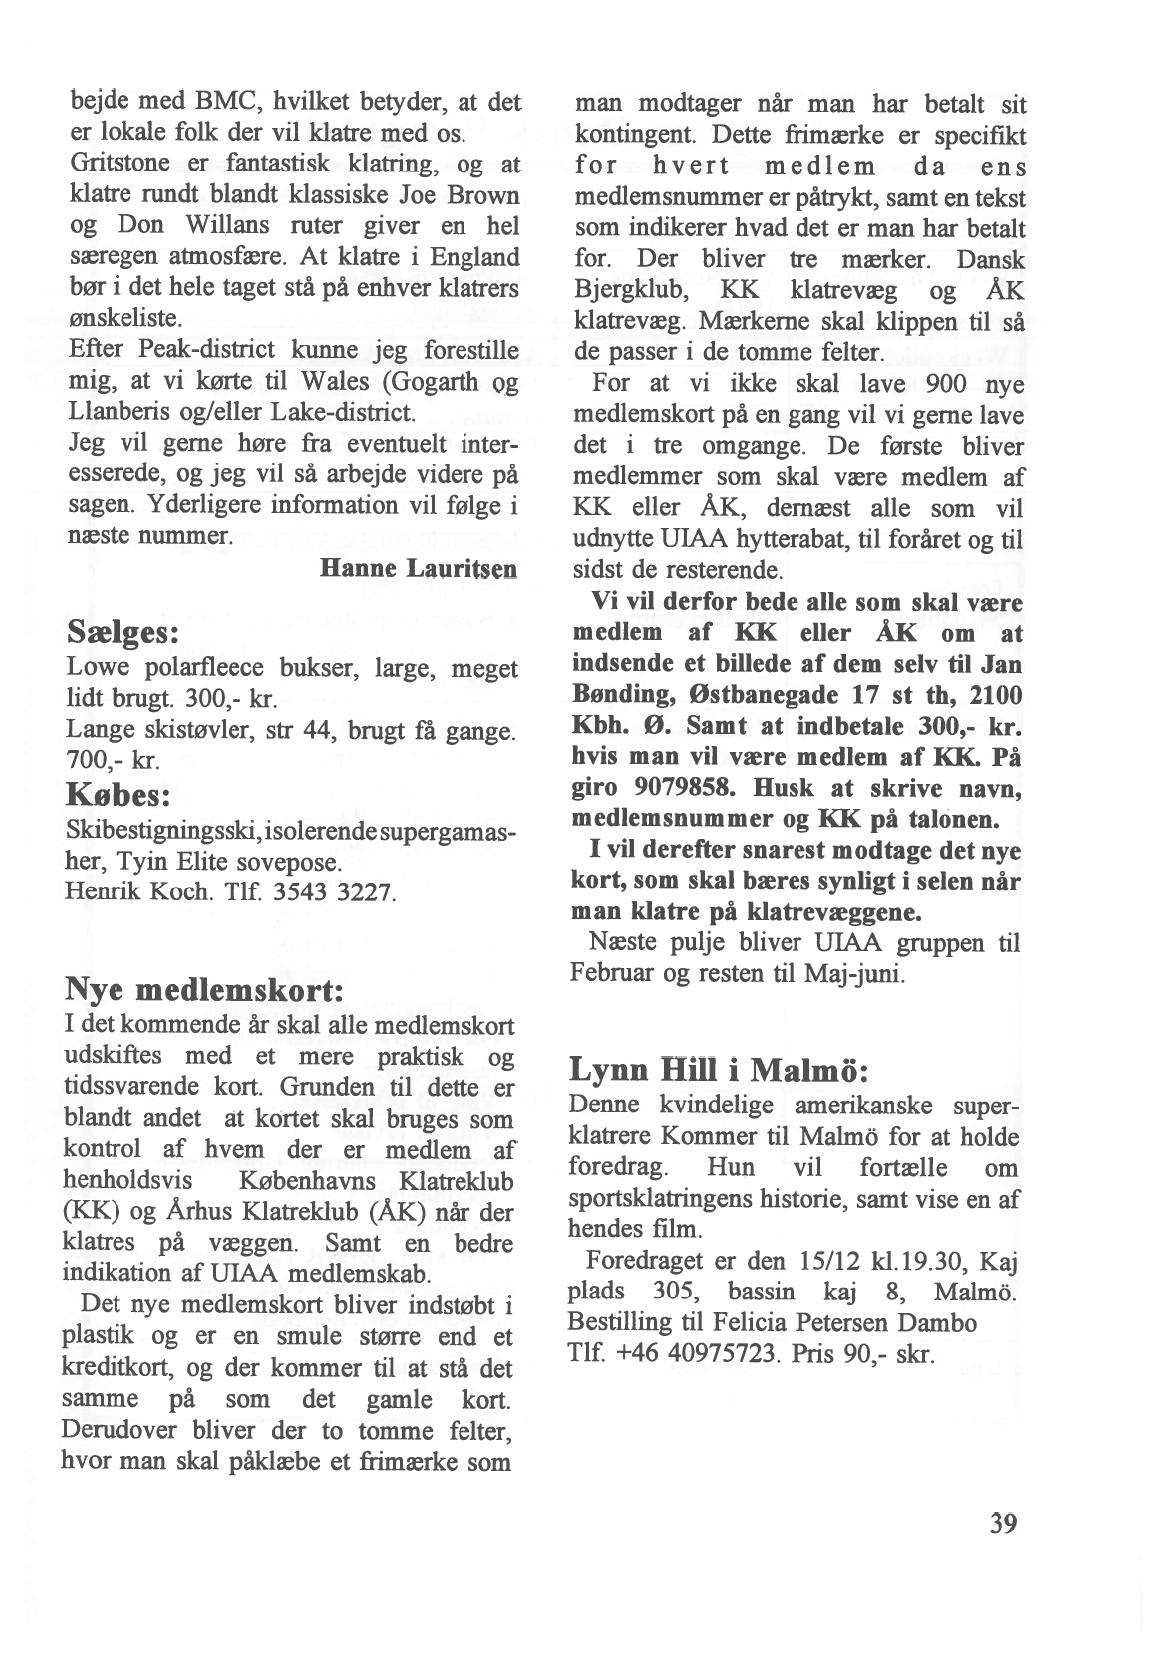 bejde med BMC, hvilket betyder, at det
er lokale folk der vil klatre med os.
Gritstone er fantastisk klatring, og at
klatre rundt blandt klassiske Joe Brown
og Don Willans ruter giver en hel
særegen atmosfære. At klatre i England
bør i det hele taget stå på enhver klatrers
ønskeliste.
Efter Peak-district kunne jeg forestille
mig, at vi kørte til Wales (Gogarth og
Llanberis og/eller Lake-district.
Jeg vil gerne høre fra eventuelt inter-
esserede, og jeg vil så arbejde videre på
sagen. Yderligere information vil følge i
næste nummer.
Hanne Lauritsen
Sælges:
Lowe polarfleece bukser, large, meget
lidt brugt. 300,- kr.
Lange skistøvler, str 44, brugt få gange.
700,- kr.
Købes:
Skibestigningsski, isolerende supergamas-
her, Tyin Elite sovepose.
Henrik Koch. Tlf. 3543 3227.
Nye medlemskort:
I det kommende år skal alle medlemskort
udskiftes med et mere praktisk og
tidssvarende kort. Grunden til dette er
blandt andet at kortet skal bruges som
kontrol af hvem der er medlem af
henholdsvis Københavns Klatreklub
(KK) og Århus Klatreklub (ÅK) når der
klatres på væggen. Samt en bedre
indikation af UIAA medlemskab.
Det nye medlemskort bliver indstøbt i
plastik og er en smule større end et
kreditkort, og der kommer til at stå det
samme på som det gamle kort.
Derudover bliver der to tomme felter,
hvor man skal påklæbe et frimærke som
man modtager når man har betalt sit
kontingent. Dette frimærke er specifikt
for hvert medlem da ens
medlemsnummer er påtrykt, samt en tekst
som indikerer hvad det er man har betalt
for. Der bliver tre mærker. Dansk
Bjergklub, KK klatrevæg og ÅK
klatrevæg. Mærkerne skal klippen til så
de passer i de tomme felter.
For at vi ikke skal lave 900 nye
medlemskort på en gang vil vi gerne lave
det i tre omgange. De første bliver
medlemmer som skal være medlem af
KK eller ÅK, dernæst alle som vil
udnytte UIAA hytterabat, til foråret og til
sidst de resterende.
Vi vil derfor bede alle som skal være
medlem af KK eller ÅK om at
indsende et billede af dem selv til Jan
Bønding, Østbanegade 17 st th, 2100
Kbh. Ø. Samt at indbetale 300,- kr.
hvis man vil være medlem af KK. På
giro 9079858. Husk at skrive navn,
medlemsnummer og KK på talonen.
I vil derefter snarest modtage det nye
kort, som skal bæres synligt i selen når
man klatre på klatrevæggene.
Næste pulje bliver UIAA gruppen til
Februar og resten til Maj-juni.
Lynn Hill i Malmö:
Denne kvindelige amerikanske super-
klatrere Kommer til Malmö for at holde
foredrag. Hun vil fortælle om
sportsklatringens historie, samt vise en af
hendes film.
Foredraget er den 15/12 kl.19.30, Kaj
plads 305, bassin kaj 8, Malmö.
Bestilling til Felicia Petersen Dambo
Tlf. +46 40975723. Pris 90,- skr.
39